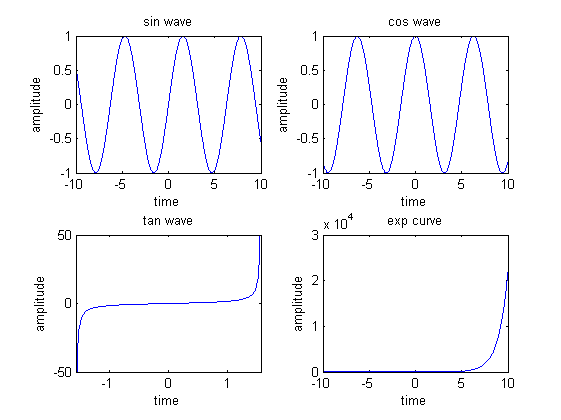 sin wave
1
0.5
0
-0.5
-1
amplitude
-10 -5 0 5 10
time
cos wave
1
0.5
0
-0.5
-1
amplitude
-10 -5 0 5 10
time
tan wave
50
0
-50
amplitude
-1 0 1
time
exp curve
x 10^4
3
2
1
0
amplitude
-10 -5 0 5 10
time